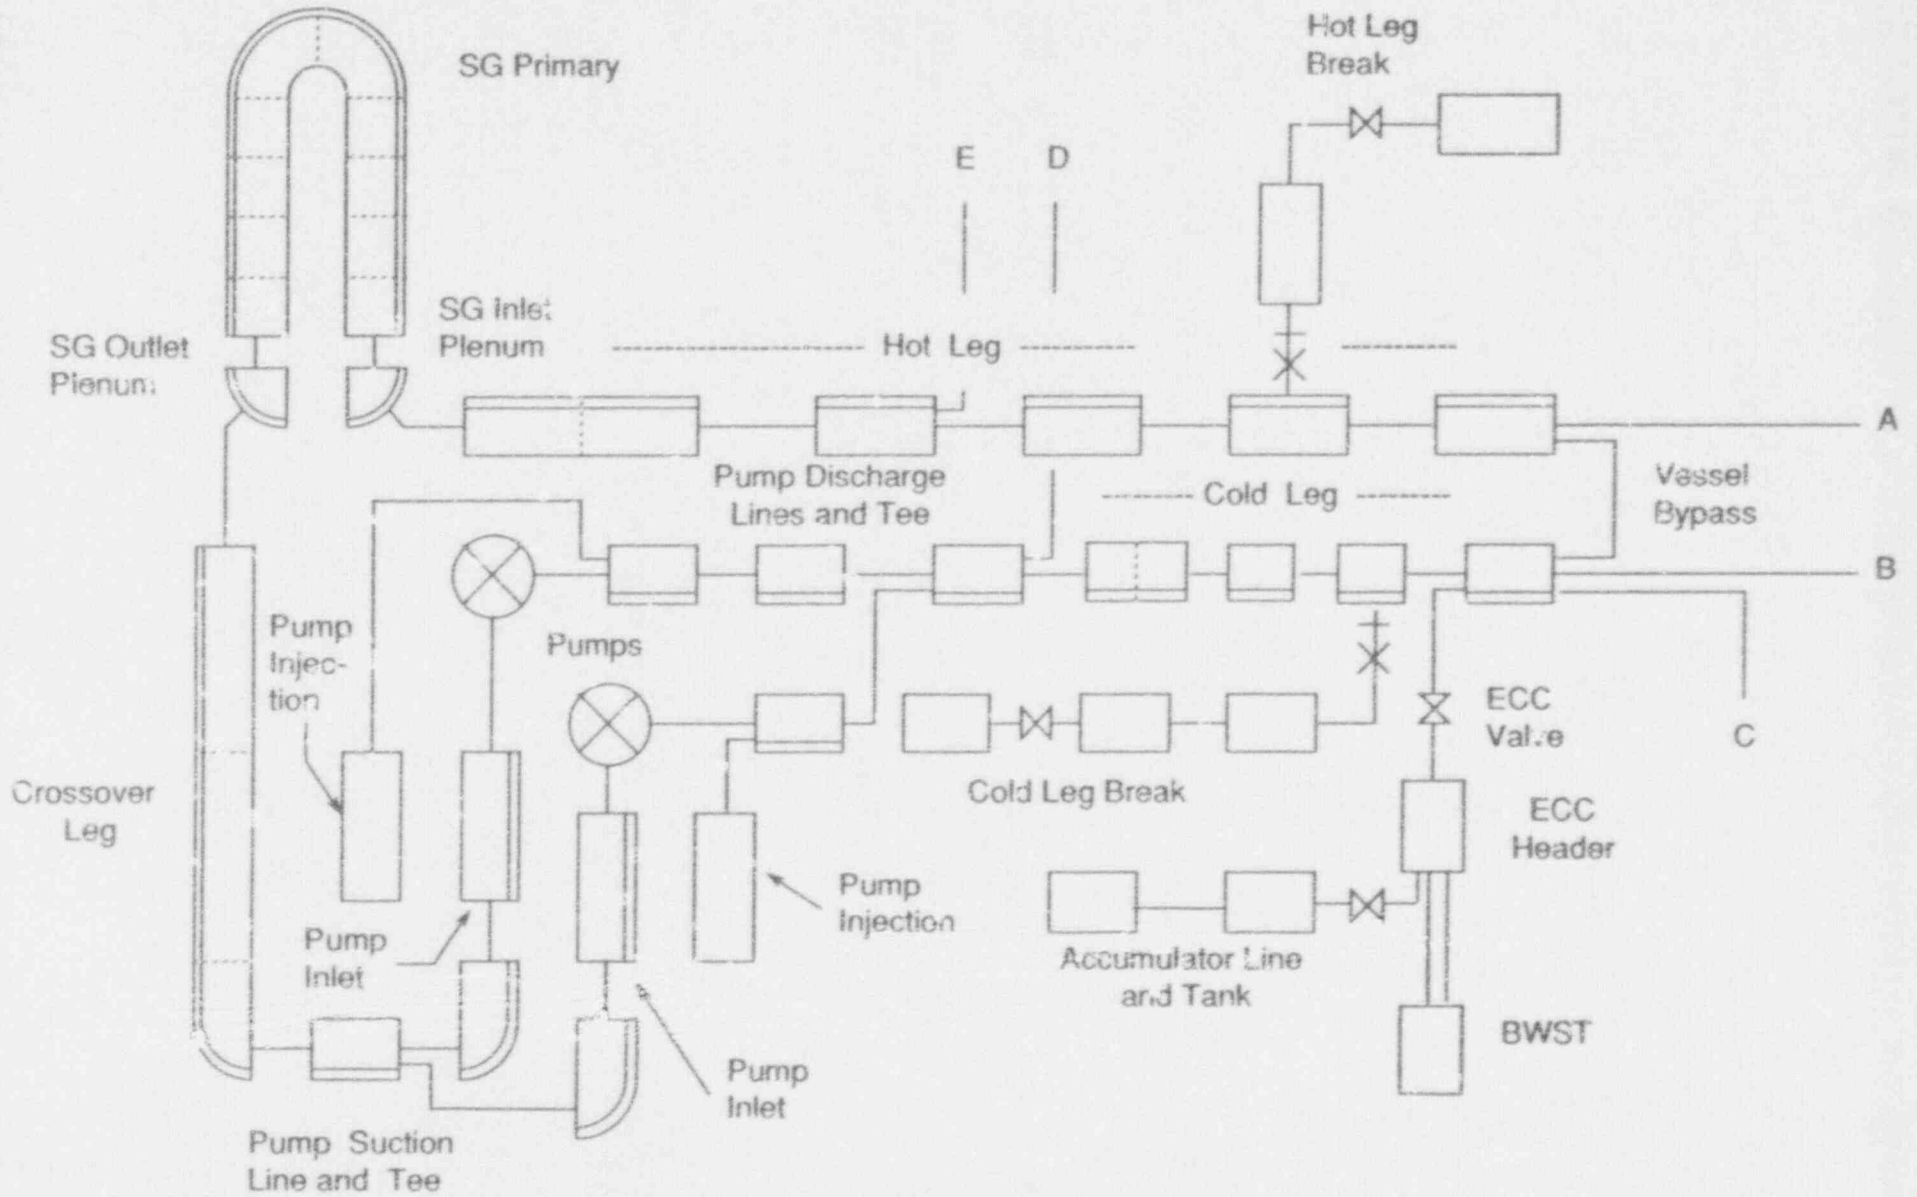 Hot Leg
Break
SG Primary
E
D
SG Inlet
Plenum
Hot Leg
SG Outlet
Plenum
A
Pump Discharge
Lines and Tee
Cold Leg
Vessel
Bypass
B
Pump
Injec-
tion
Pumps
ECC
Valve
C
Crossover
Leg
Cold Leg Break
ECC
Header
Pump
Injection
Pump
Inlet
Accumulator Line
and Tank
BWST
Pump
Inlet
Pump Suction
Line and Tee